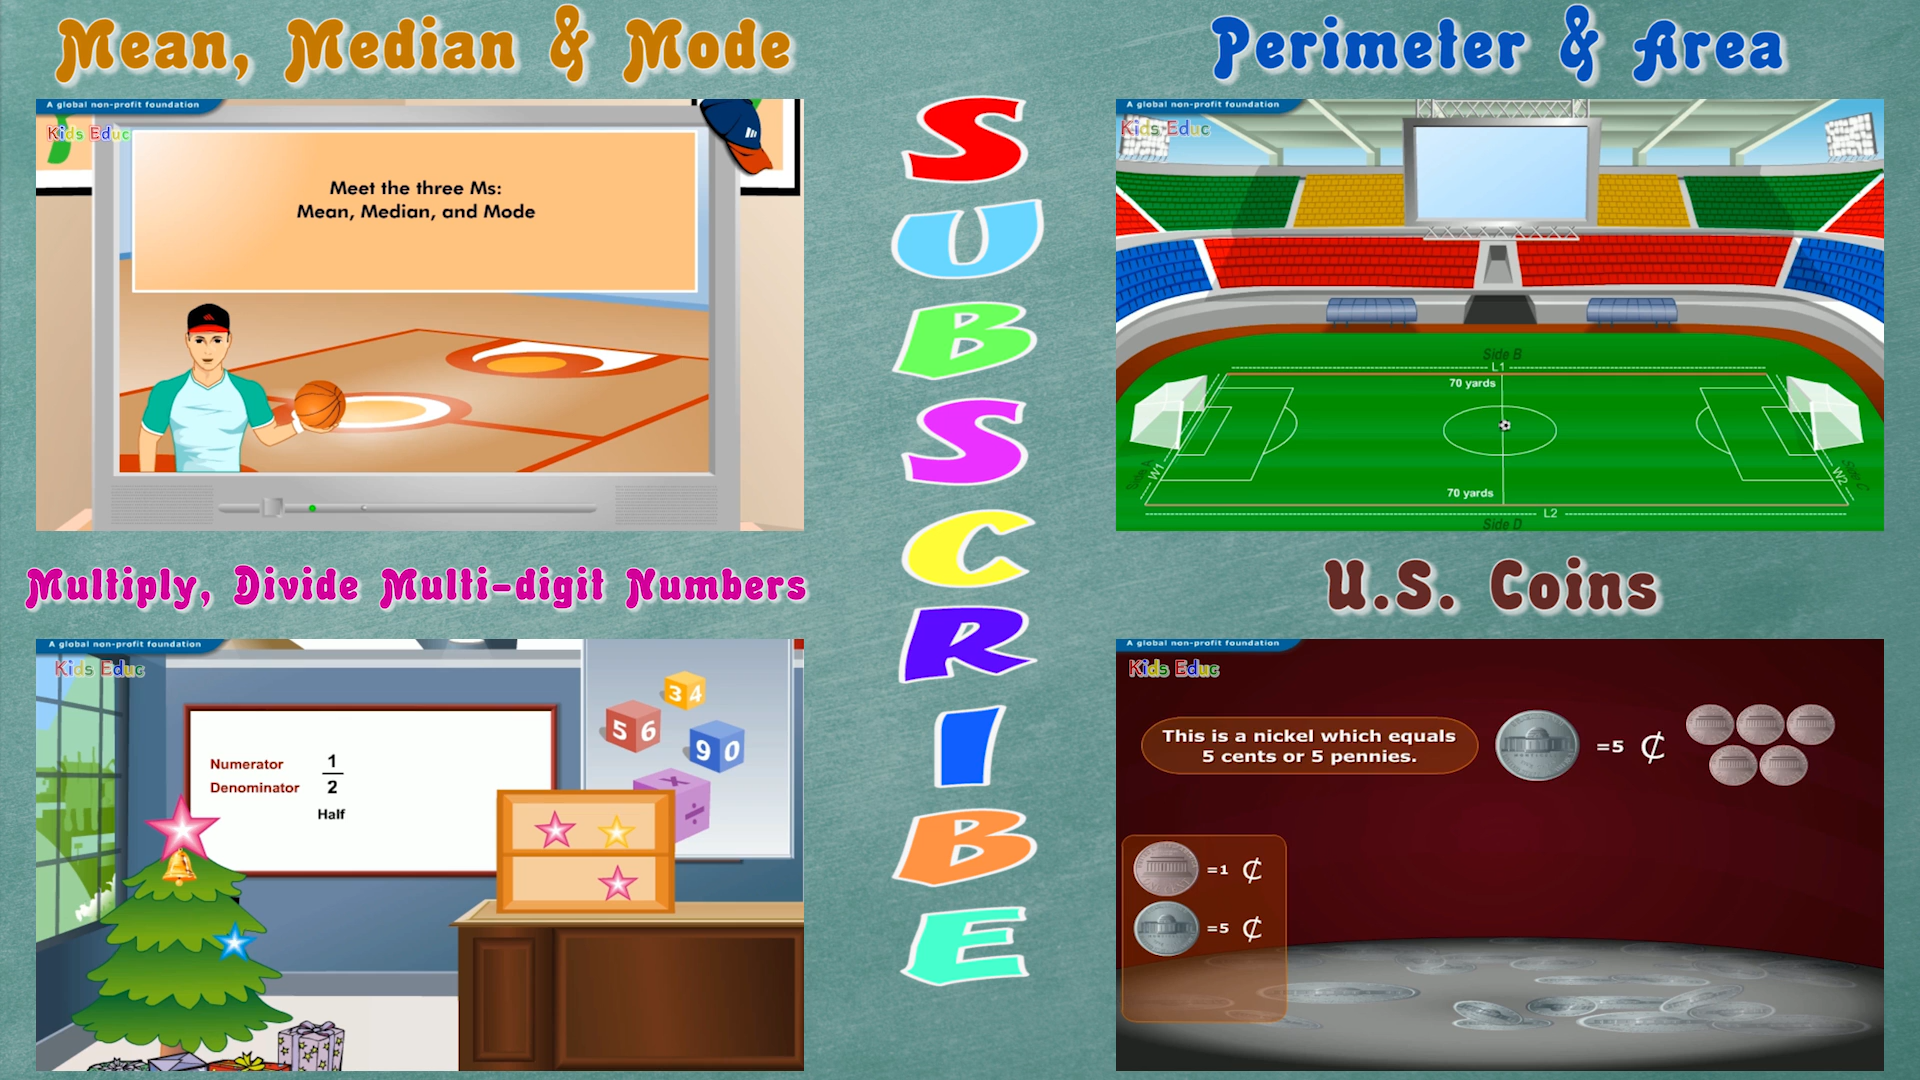 Mean, Median & Mode
A global non-profit foundation
Kids Educ
Meet the three Ms:
Mean, Median, and Mode
Perimeter & Area
A global non-profit foundation
Kids Educ
Side B
L1
70 yards
Side A
W1
W2
Side C
70 yards
L2
Side D
SUBSCRIBE
Multiply, Divide Multi-digit Numbers
A global non-profit foundation
Kids Educ
3 4
5 6
9 0
× ÷
Numerator 1
Denominator 2
Half
U.S. Coins
A global non-profit foundation
Kids Educ
This is a nickel which equals
5 cents or 5 pennies.
=5 ¢
=1 ¢
=5 ¢